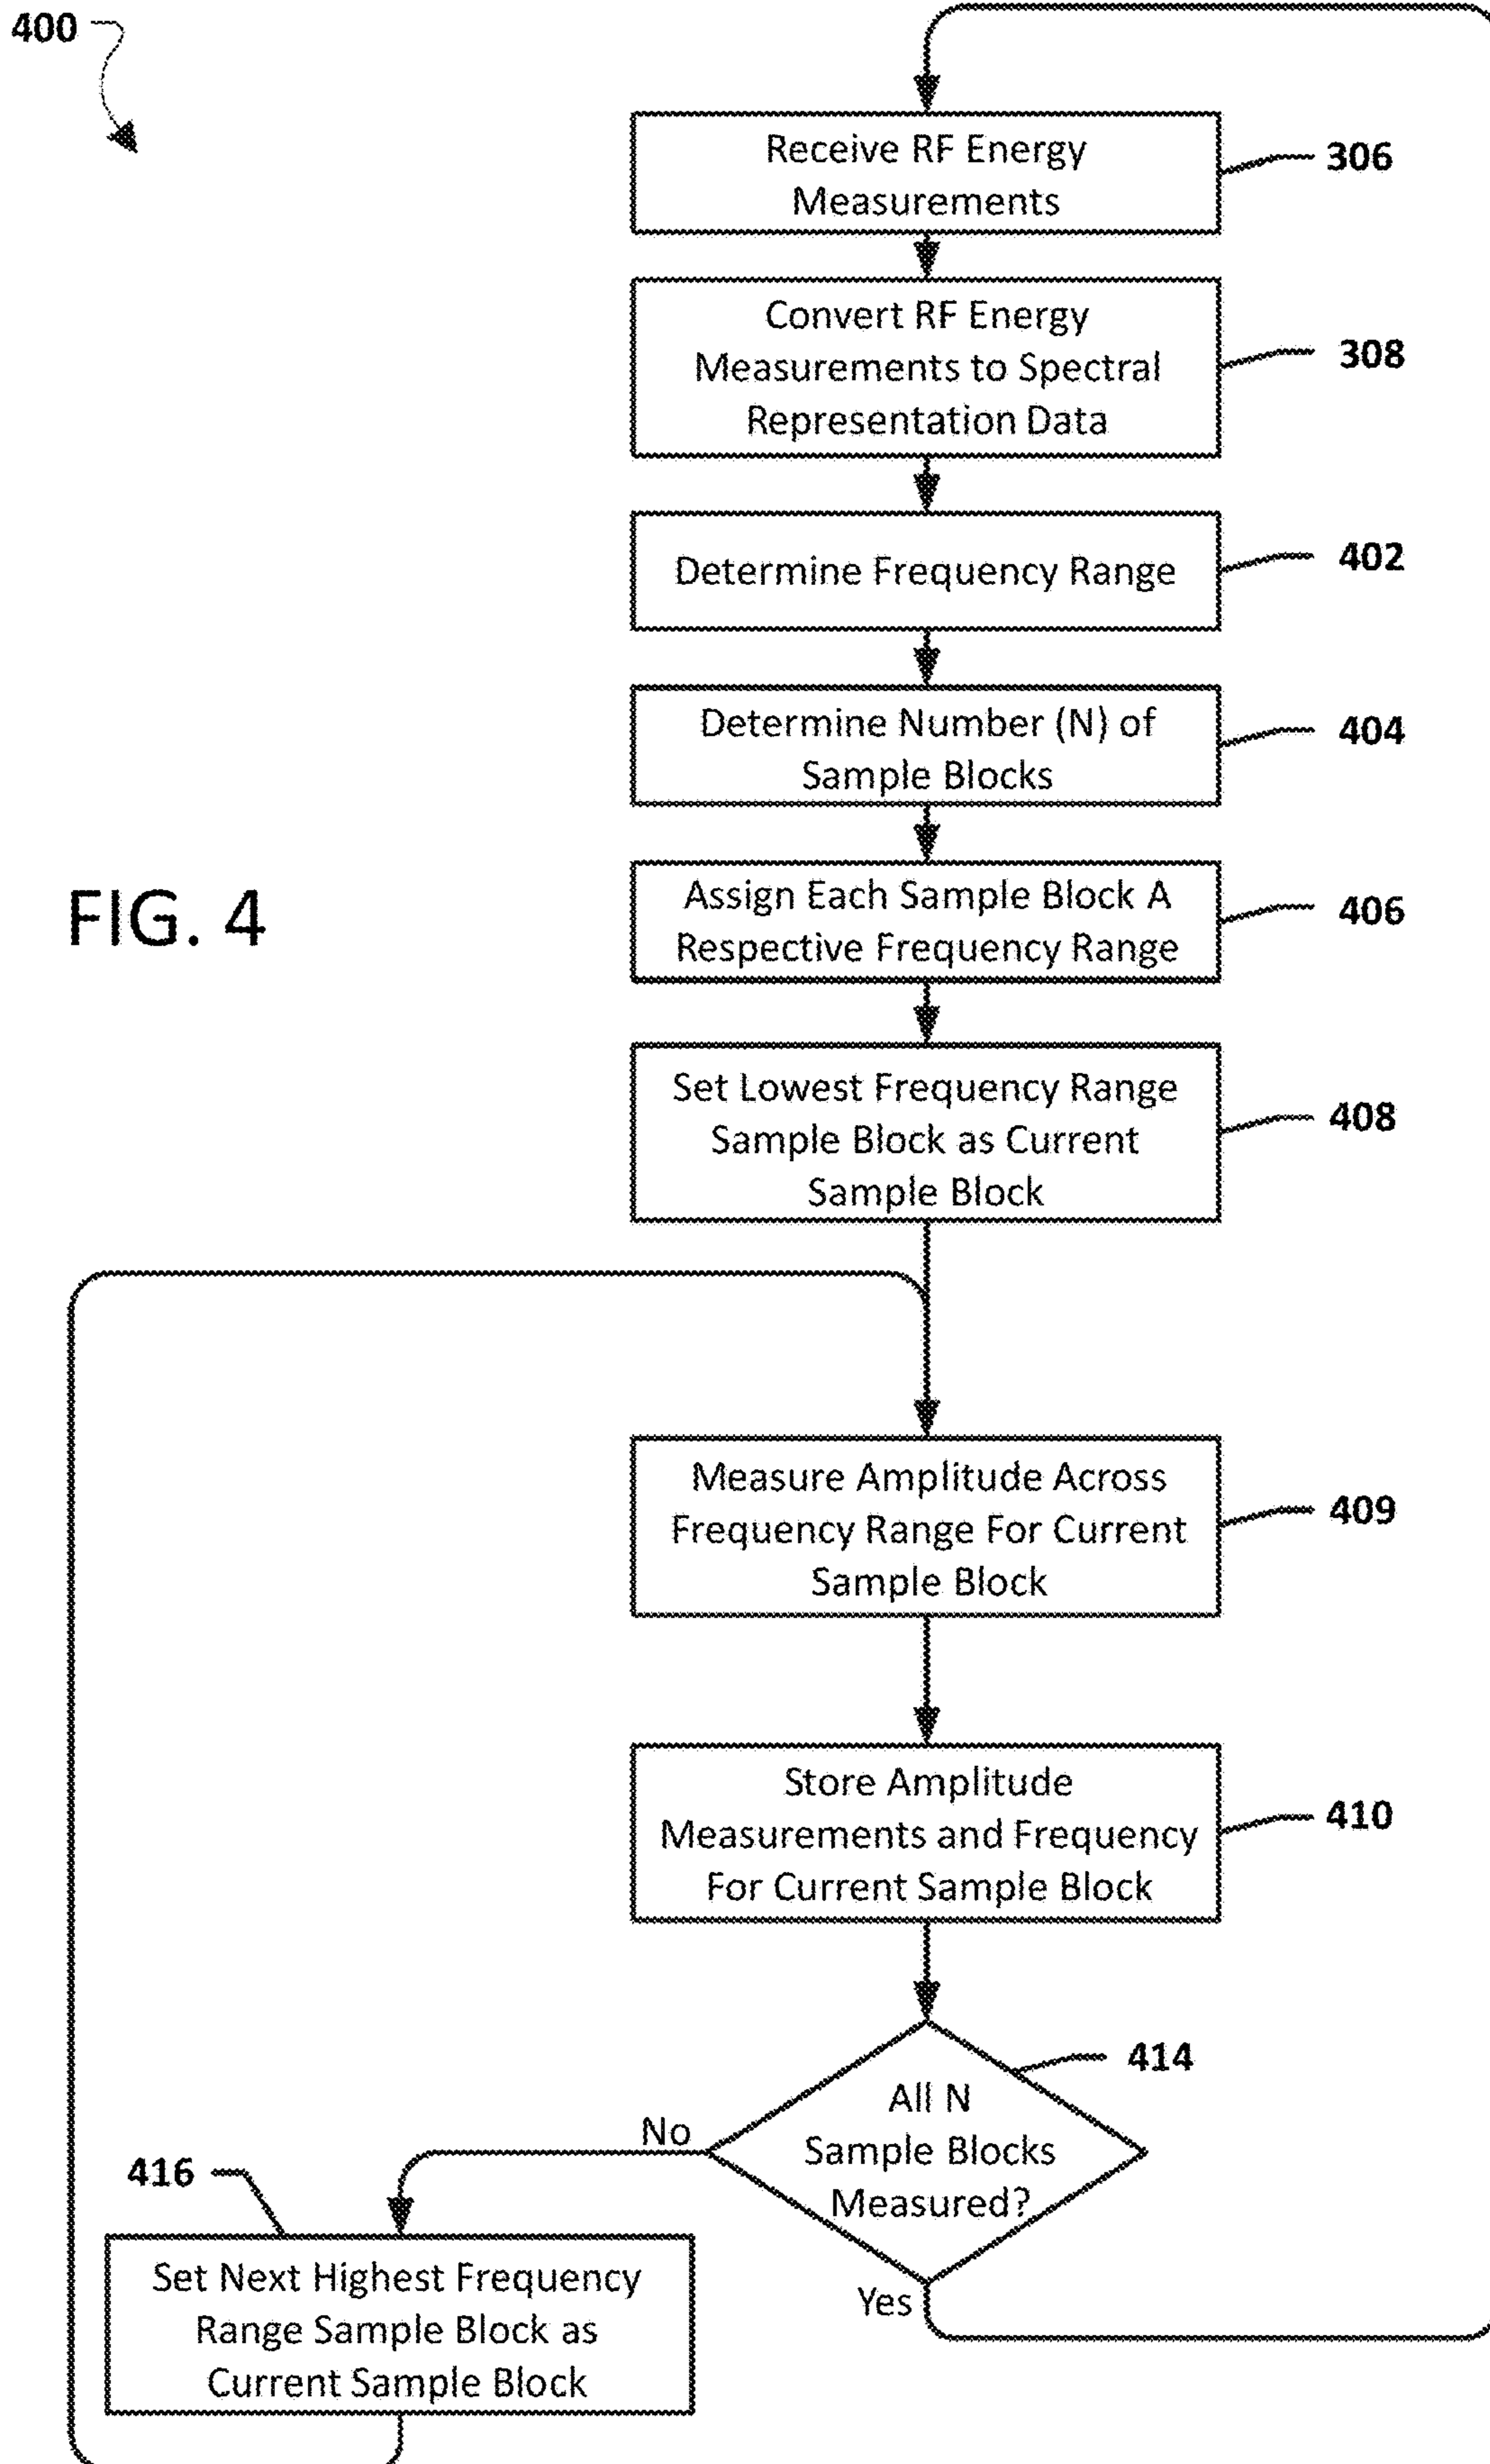 400
Receive RF Energy
Measurements
306
Convert RF Energy
Measurements to Spectral
Representation Data
308
Determine Frequency Range
402
Determine Number (N) of
Sample Blocks
404
FIG. 4
Assign Each Sample Block A
Respective Frequency Range
406
Set Lowest Frequency Range
Sample Block as Current
Sample Block
408
Measure Amplitude Across
Frequency Range For Current
Sample Block
409
Store Amplitude
Measurements and Frequency
For Current Sample Block
410
414
All N
Sample Blocks
Measured?
No
Yes
416
Set Next Highest Frequency
Range Sample Block as
Current Sample Block